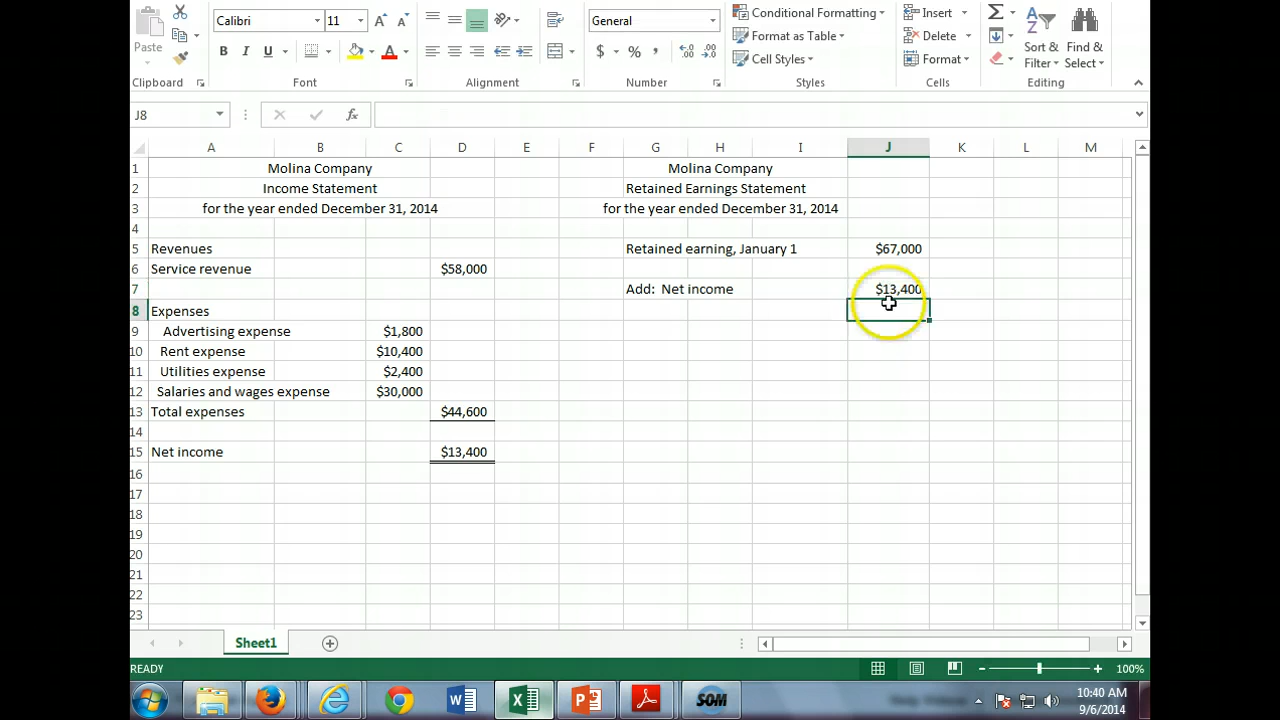 Calibri 11 General Conditional Formatting Insert
Paste B I U $ % , Format as Table Delete Sort & Find &
Cell Styles Format Filter Select
Clipboard Font Alignment Number Styles Cells Editing
J8 fx
A B C D E F G H I J K L M
1 Molina Company Molina Company
2 Income Statement Retained Earnings Statement
3 for the year ended December 31, 2014 for the year ended December 31, 2014
4
5 Revenues Retained earning, January 1 $67,000
6 Service revenue $58,000
7 Add: Net income $13,400
8 Expenses
9 Advertising expense $1,800
10 Rent expense $10,400
11 Utilities expense $2,400
12 Salaries and wages expense $30,000
13 Total expenses $44,600
14
15 Net income $13,400
16
17
18
19
20
21
22
23
Sheet1
READY 100%
SOM 10:40 AM
9/6/2014